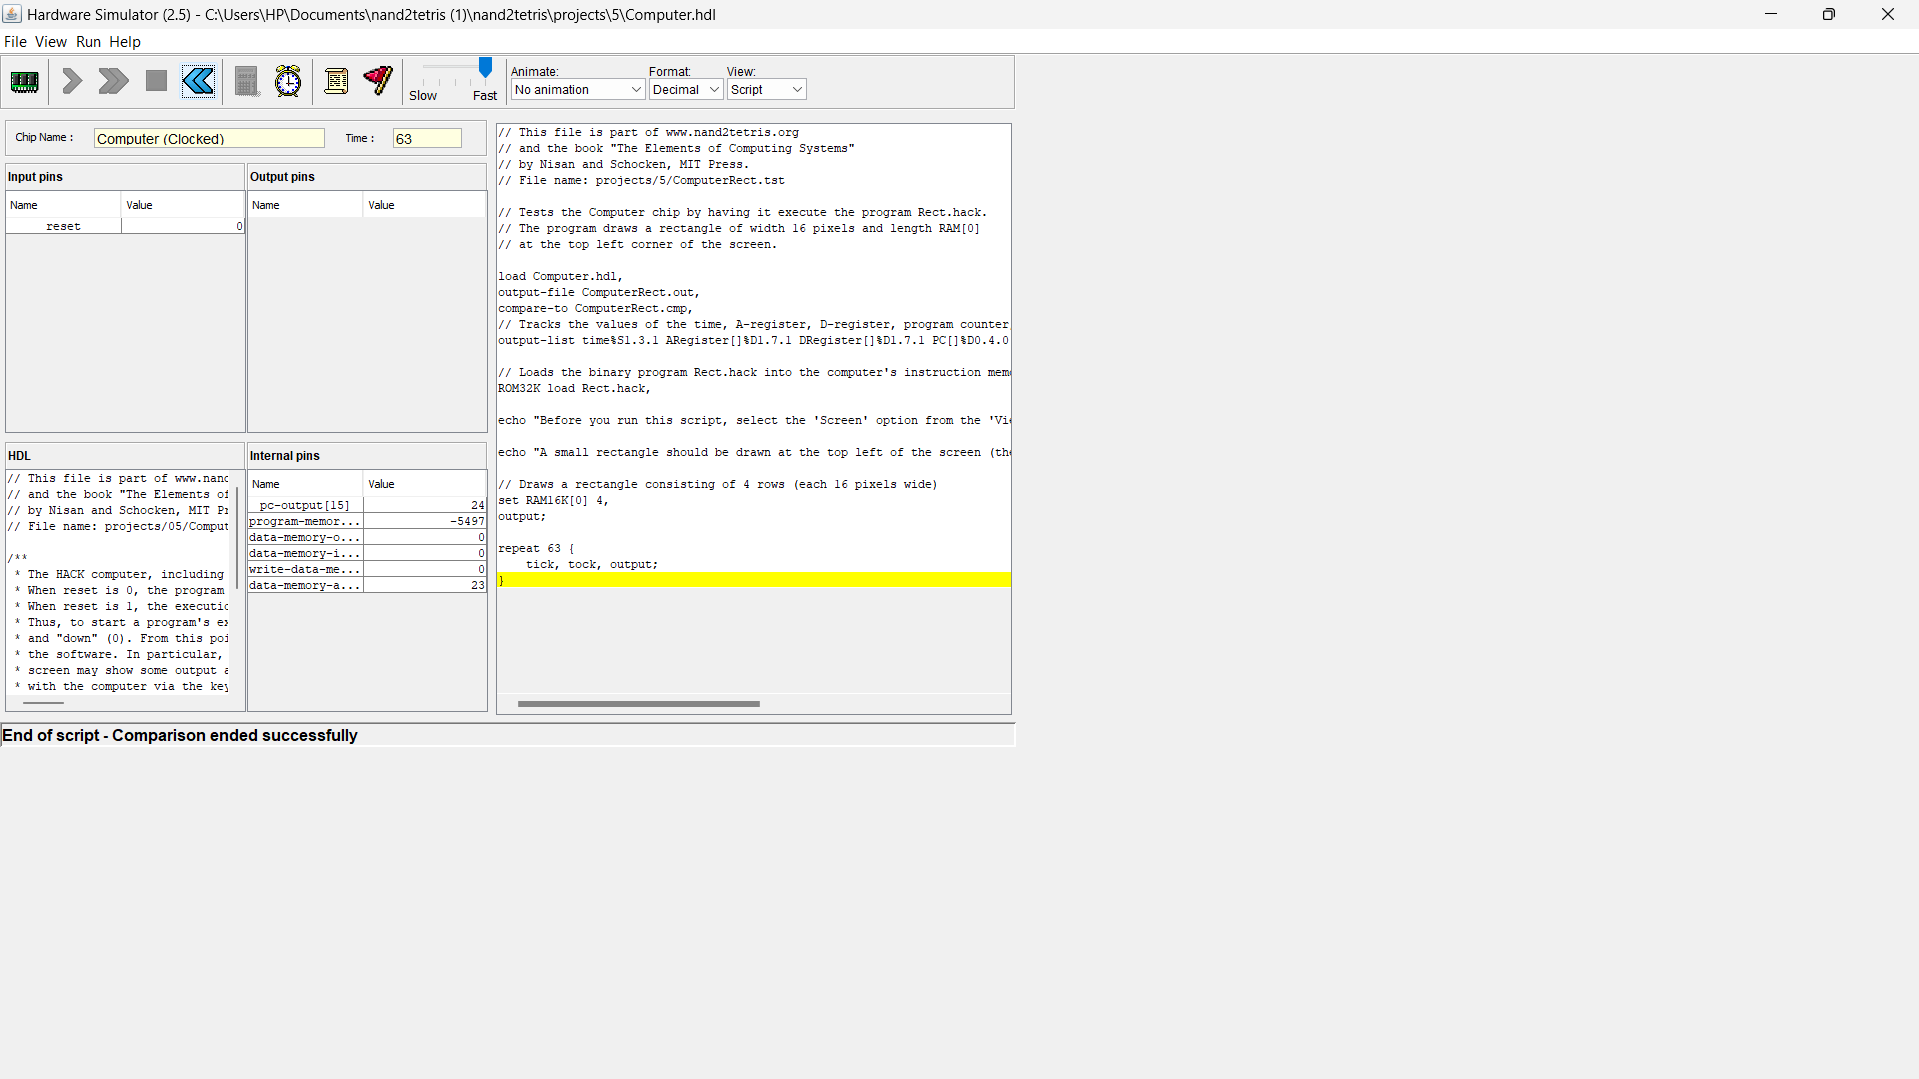 Hardware Simulator (2.5) - C:\Users\HP\Documents\nand2tetris (1)\nand2tetris\projects\5\Computer.hdl
File View Run Help
Slow Fast
Animate: Format: View:
No animation Decimal Script
Chip Name : Computer (Clocked) Time : 63
Input pins
Name Value
reset 0
Output pins
Name Value
HDL
// This file is part of www.nand
// and the book "The Elements of
// by Nisan and Schocken, MIT Pr
// File name: projects/05/Comput
/**
* The HACK computer, including
* When reset is 0, the program
* When reset is 1, the executio
* Thus, to start a program's ex
* and "down" (0). From this poi
* the software. In particular,
* screen may show some output a
* with the computer via the key
Internal pins
Name Value
pc-output[15] 24
program-memor... -5497
data-memory-o... 0
data-memory-i... 0
write-data-me... 0
data-memory-a... 23
// This file is part of www.nand2tetris.org
// and the book "The Elements of Computing Systems"
// by Nisan and Schocken, MIT Press.
// File name: projects/5/ComputerRect.tst
// Tests the Computer chip by having it execute the program Rect.hack.
// The program draws a rectangle of width 16 pixels and length RAM[0]
// at the top left corner of the screen.
load Computer.hdl,
output-file ComputerRect.out,
compare-to ComputerRect.cmp,
// Tracks the values of the time, A-register, D-register, program counter,
output-list time%S1.3.1 ARegister[]%D1.7.1 DRegister[]%D1.7.1 PC[]%D0.4.0
// Loads the binary program Rect.hack into the computer's instruction mem
ROM32K load Rect.hack,
echo "Before you run this script, select the 'Screen' option from the 'Vi
echo "A small rectangle should be drawn at the top left of the screen (th
// Draws a rectangle consisting of 4 rows (each 16 pixels wide)
set RAM16K[0] 4,
output;
repeat 63 {
tick, tock, output;
}
End of script - Comparison ended successfully